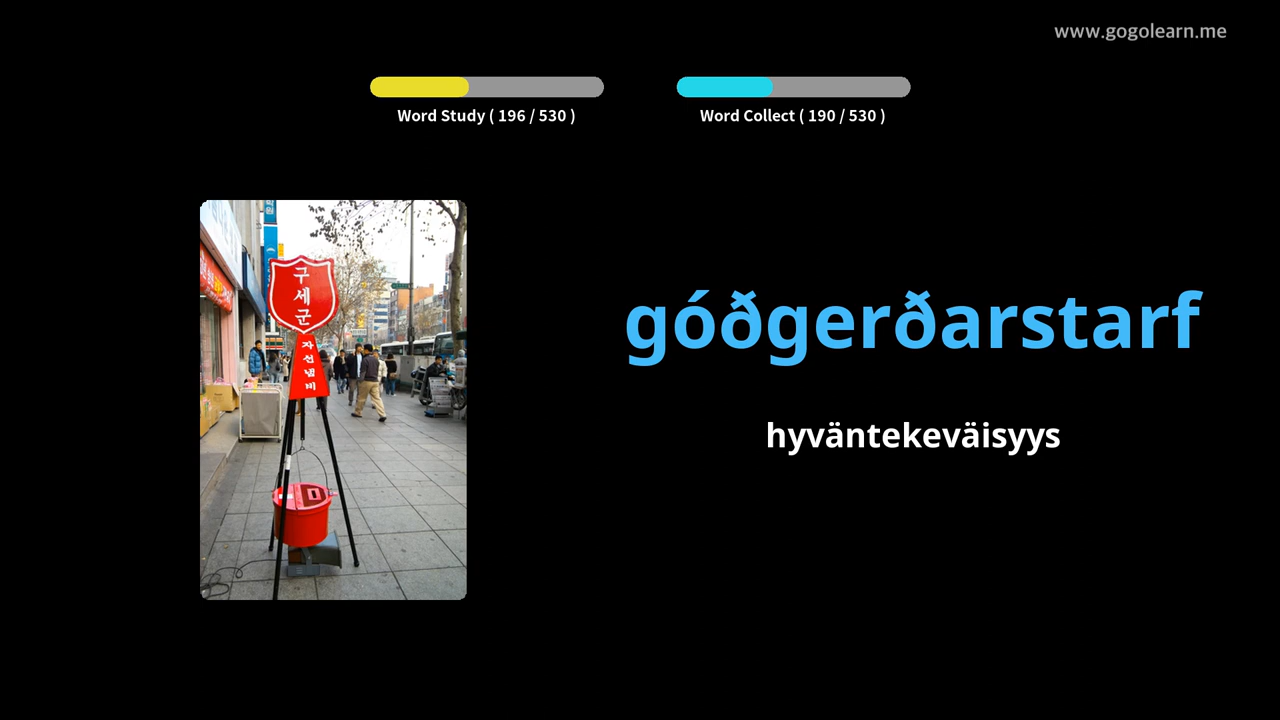 www.gogolearn.me
Word Study ( 196 / 530 )
Word Collect ( 190 / 530 )
구
세
군
자
선
냄
비
góðgerðarstarf
hyväntekeväisyys